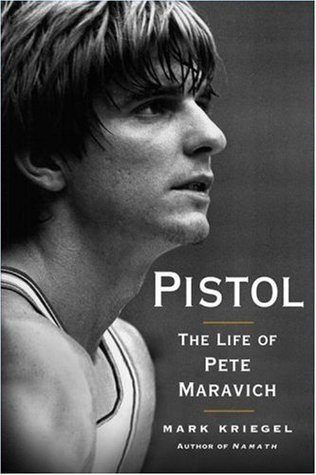 PISTOL
THE LIFE OF
PETE
MARAVICH
MARK KRIEGEL
AUTHOR OF NAMATH